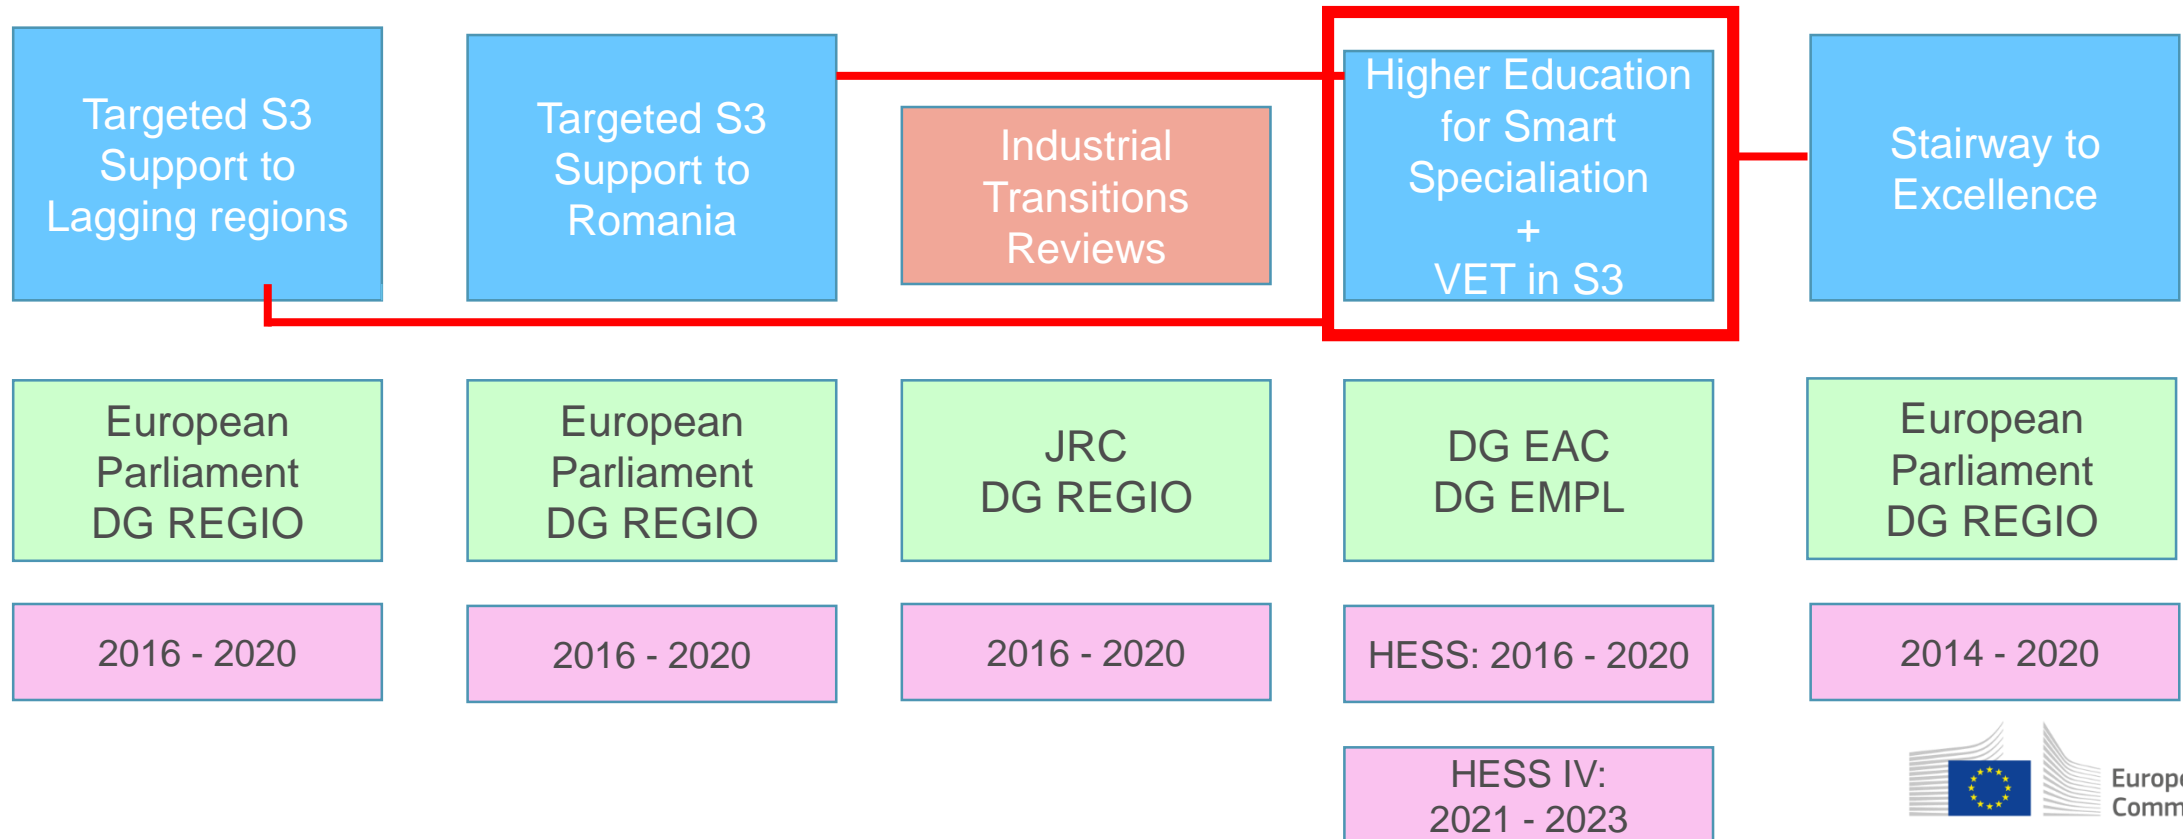 Targeted S3
Support to
Lagging regions
Targeted S3
Support to
Romania
Industrial
Transitions
Reviews
Higher Education
for Smart
Specialiation
+
VET in S3
Stairway to
Excellence
European
Parliament
DG REGIO
European
Parliament
DG REGIO
JRC
DG REGIO
DG EAC
DG EMPL
European
Parliament
DG REGIO
2016 - 2020
2016 - 2020
2016 - 2020
HESS: 2016 - 2020
2014 - 2020
HESS IV:
2021 - 2023